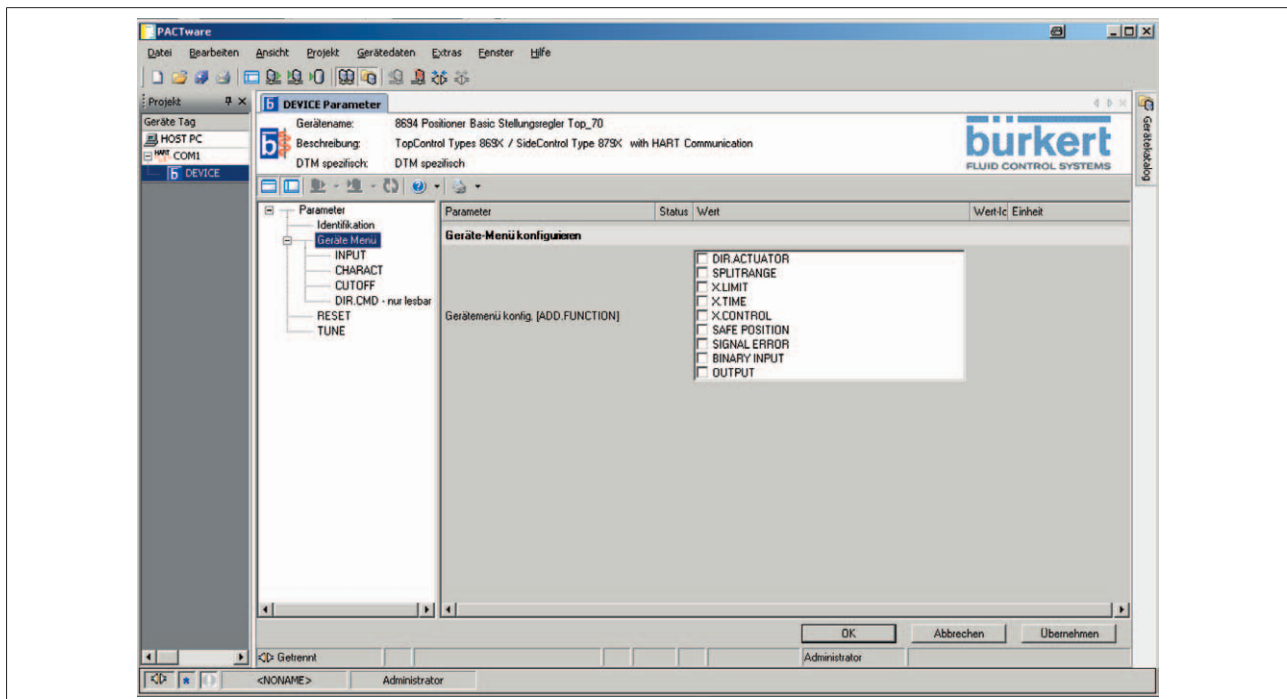 PACTware
Datei Bearbeiten Ansicht Projekt Gerätedaten Extras Fenster Hilfe
Projekt
DEVICE Parameter
Geräte Tag
HOST PC
HART COM1
DEVICE
Gerätename: 8694 Positioner Basic Stellungsregler Top_70
Beschreibung: TopControl Types 869X / SideControl Type 879X with HART Communication
DTM spezifisch: DTM spezifisch
bürkert
FLUID CONTROL SYSTEMS
Gerätekatalog
Parameter
Identifikation
Geräte Menü
INPUT
CHARACT
CUTOFF
DIR.CMD - nur lesbar
RESET
TUNE
Parameter Status Wert Wert-Ic Einheit
Geräte-Menü konfigurieren
Gerätemenü konfig. [ADD.FUNCTION]
DIR.ACTUATOR
SPLITRANGE
X.LIMIT
X.TIME
X.CONTROL
SAFE POSITION
SIGNAL ERROR
BINARY INPUT
OUTPUT
OK Abbrechen Übernehmen
Getrennt Administrator
<NONAME> Administrator